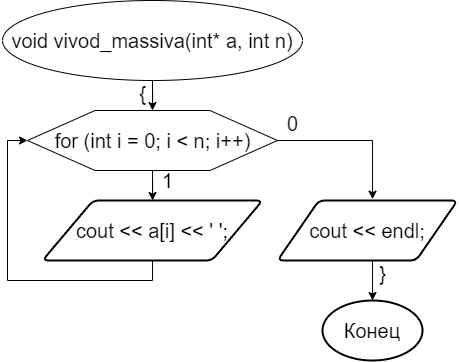 void vivod_massiva(int* a, int n)
{
for (int i = 0; i < n; i++)
0
1
cout << a[i] << ' ';
cout << endl;
}
Конец